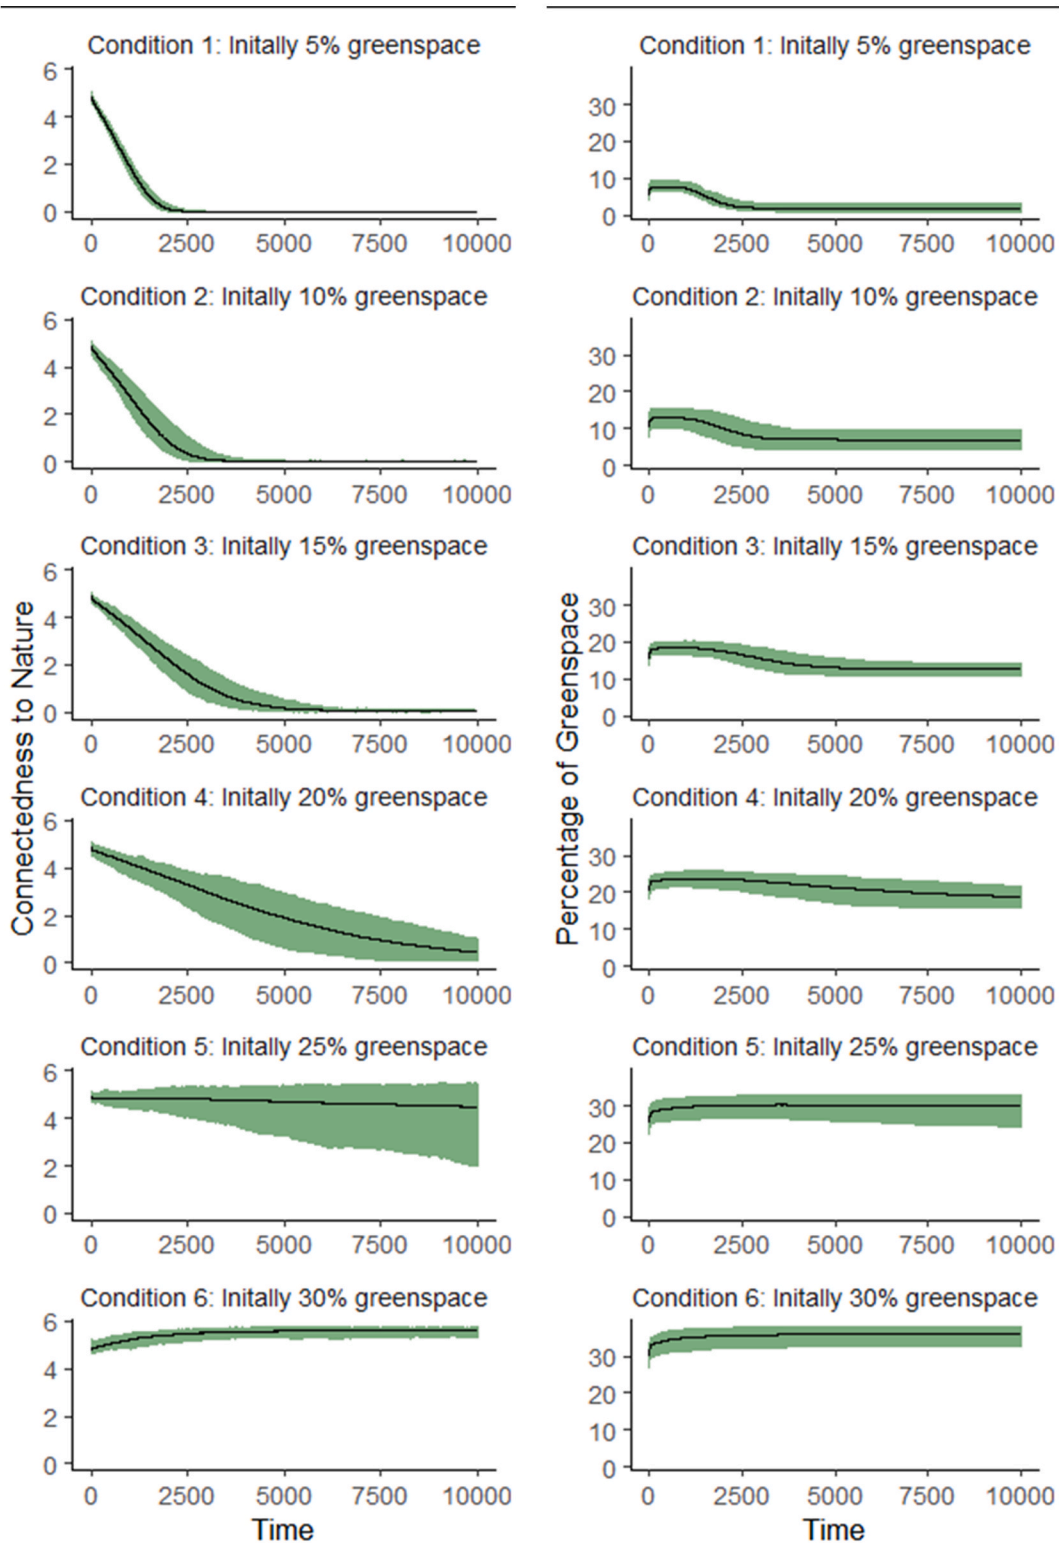 Condition 1: Initally 5% greenspace
6
4
2
0
0 2500 5000 7500 10000
Condition 2: Initally 10% greenspace
6
4
2
0
0 2500 5000 7500 10000
Condition 3: Initally 15% greenspace
6
4
2
0
0 2500 5000 7500 10000
Condition 4: Initally 20% greenspace
6
4
2
0
0 2500 5000 7500 10000
Condition 5: Initally 25% greenspace
6
4
2
0
0 2500 5000 7500 10000
Condition 6: Initally 30% greenspace
6
4
2
0
0 2500 5000 7500 10000
Connectedness to Nature
Time
Condition 1: Initally 5% greenspace
30
20
10
0
0 2500 5000 7500 10000
Condition 2: Initally 10% greenspace
30
20
10
0
0 2500 5000 7500 10000
Condition 3: Initally 15% greenspace
30
20
10
0
0 2500 5000 7500 10000
Condition 4: Initally 20% greenspace
30
20
10
0
0 2500 5000 7500 10000
Condition 5: Initally 25% greenspace
30
20
10
0
0 2500 5000 7500 10000
Condition 6: Initally 30% greenspace
30
20
10
0
0 2500 5000 7500 10000
Percentage of Greenspace
Time